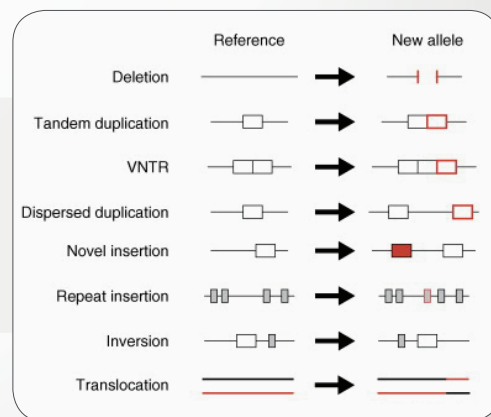 Reference New allele
Deletion
Tandem duplication
VNTR
Dispersed duplication
Novel insertion
Repeat insertion
Inversion
Translocation